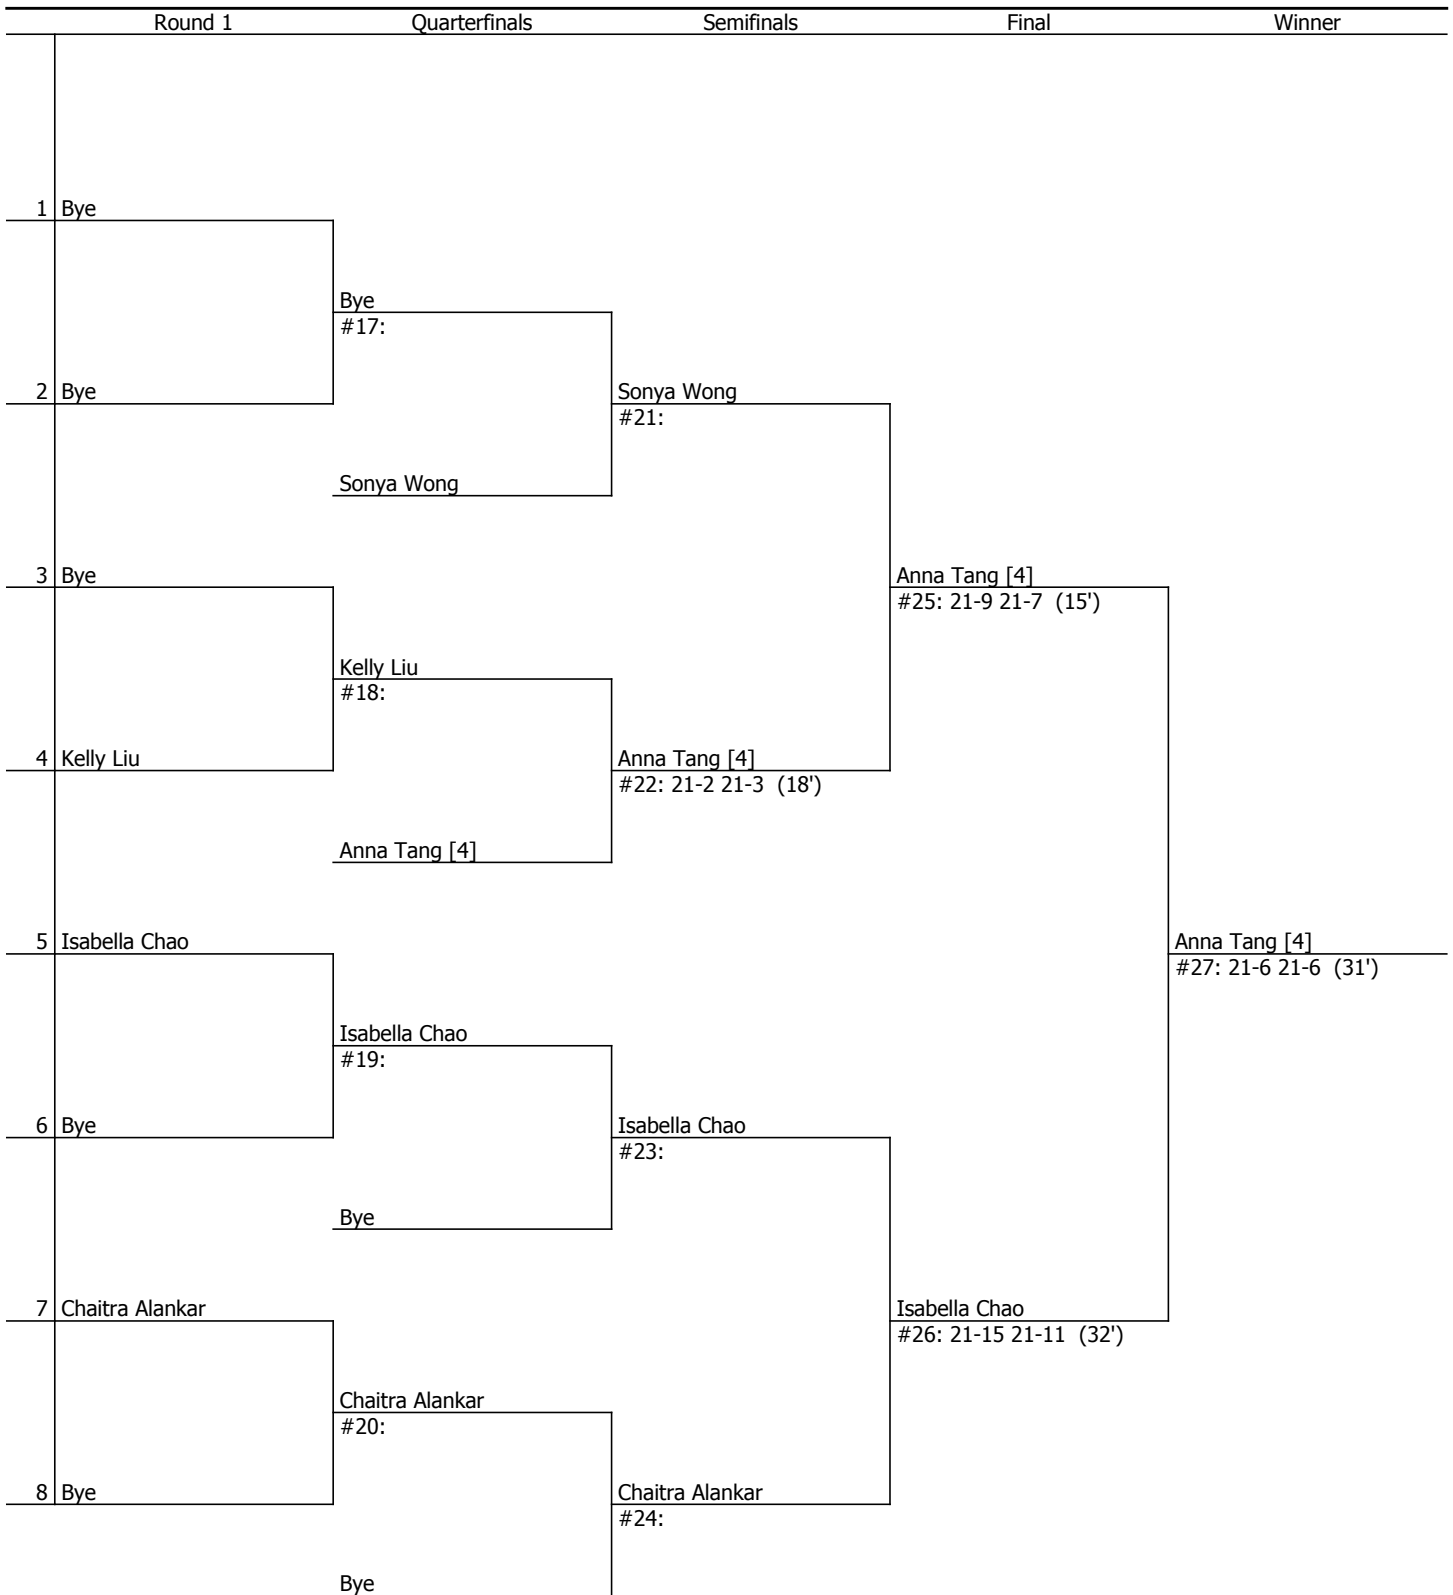 Round 1 Quarterfinals Semifinals Final Winner
1 Bye
Bye
#17:
2 Bye Sonya Wong
#21:
Sonya Wong
3 Bye Anna Tang [4]
#25: 21-9 21-7 (15')
Kelly Liu
#18:
4 Kelly Liu Anna Tang [4]
#22: 21-2 21-3 (18')
Anna Tang [4]
5 Isabella Chao Anna Tang [4]
#27: 21-6 21-6 (31')
Isabella Chao
#19:
6 Bye Isabella Chao
#23:
Bye
7 Chaitra Alankar Isabella Chao
#26: 21-15 21-11 (32')
Chaitra Alankar
#20:
8 Bye Chaitra Alankar
#24:
Bye